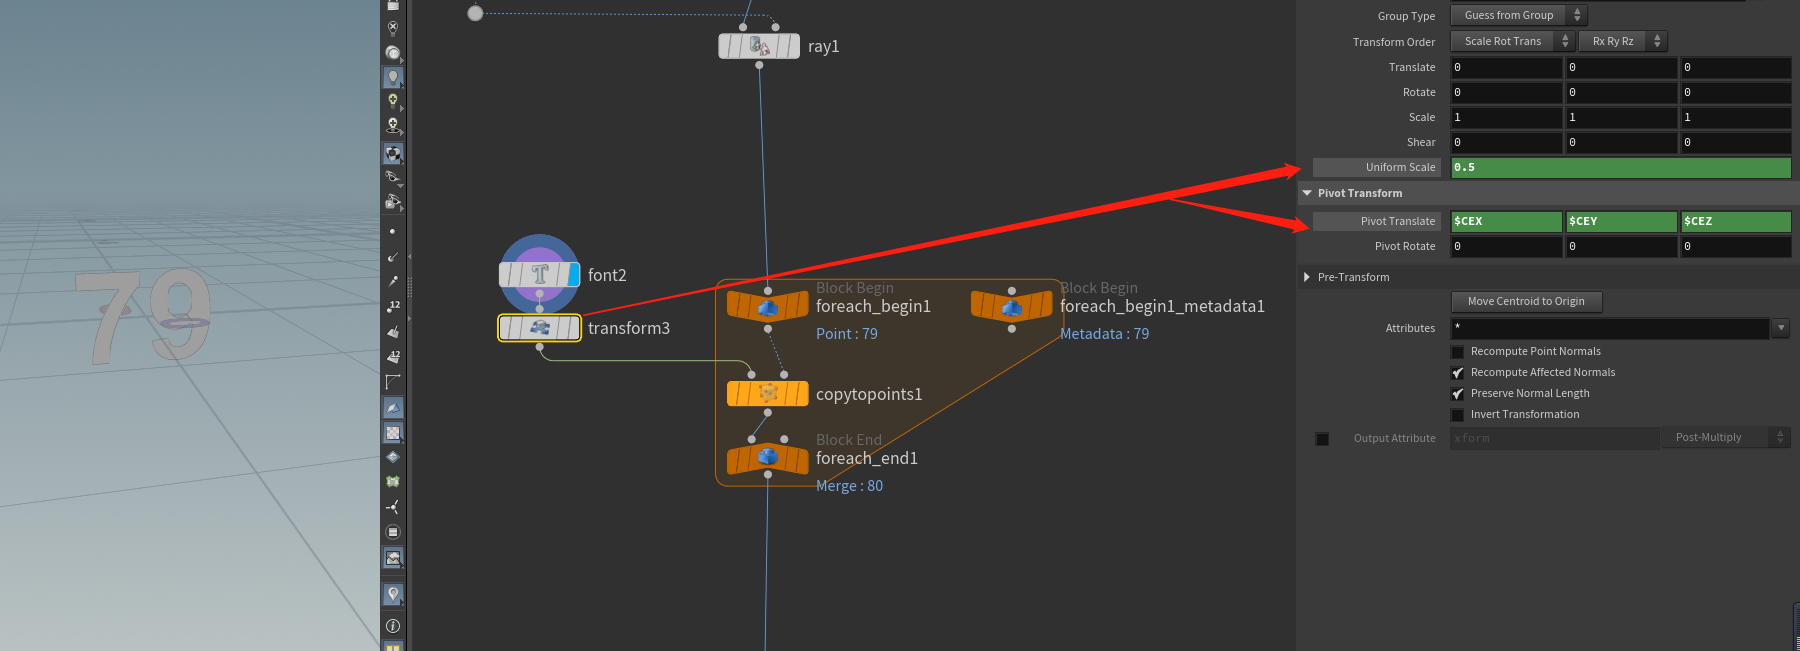 ray1
font2
transform3
Block Begin
foreach_begin1
Point : 79
Block Begin
foreach_begin1_metadata1
Metadata : 79
copytopoints1
Block End
foreach_end1
Merge : 80
79
12
12
Group Type Guess from Group
Transform Order Scale Rot Trans Rx Ry Rz
Translate 0 0 0
Rotate 0 0 0
Scale 1 1 1
Shear 0 0 0
Uniform Scale 0.5
Pivot Transform
Pivot Translate $CEX $CEY $CEZ
Pivot Rotate 0 0 0
Pre-Transform
Move Centroid to Origin
Attributes *
Recompute Point Normals
Recompute Affected Normals
Preserve Normal Length
Invert Transformation
Output Attribute xform Post-Multiply